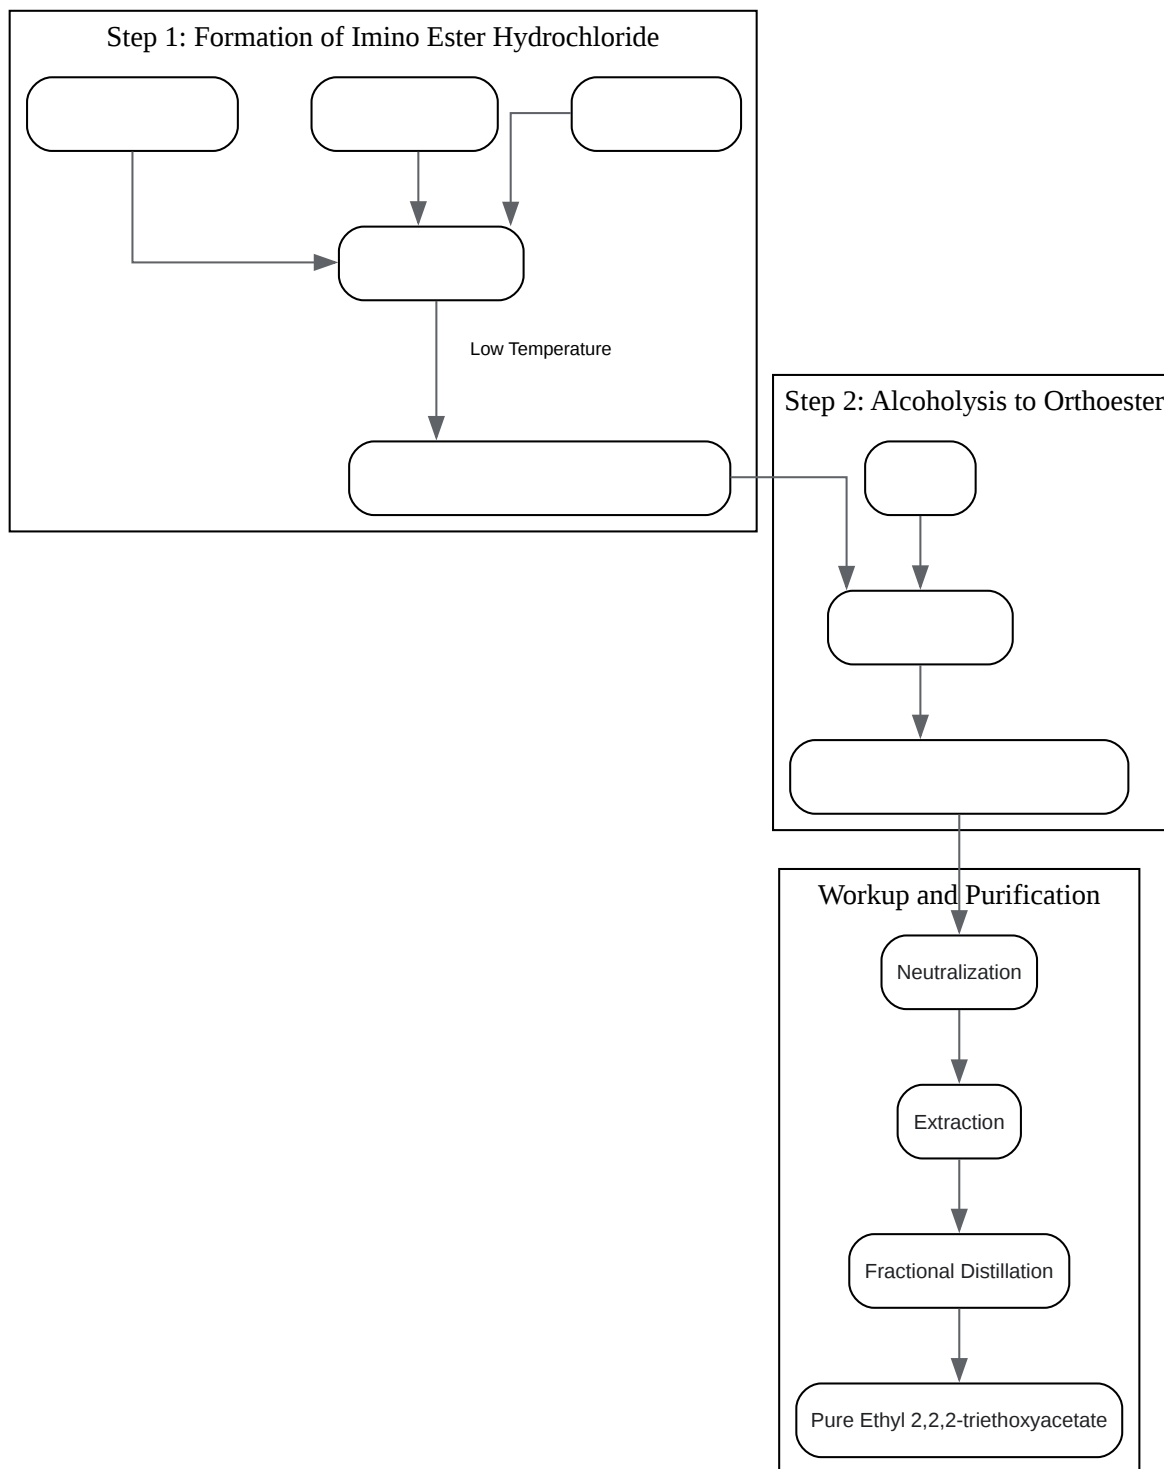 Step 1: Formation of Imino Ester Hydrochloride
Low Temperature
Step 2: Alcoholysis to Orthoester
Workup and Purification
Neutralization
Extraction
Fractional Distillation
Pure Ethyl 2,2,2-triethoxyacetate